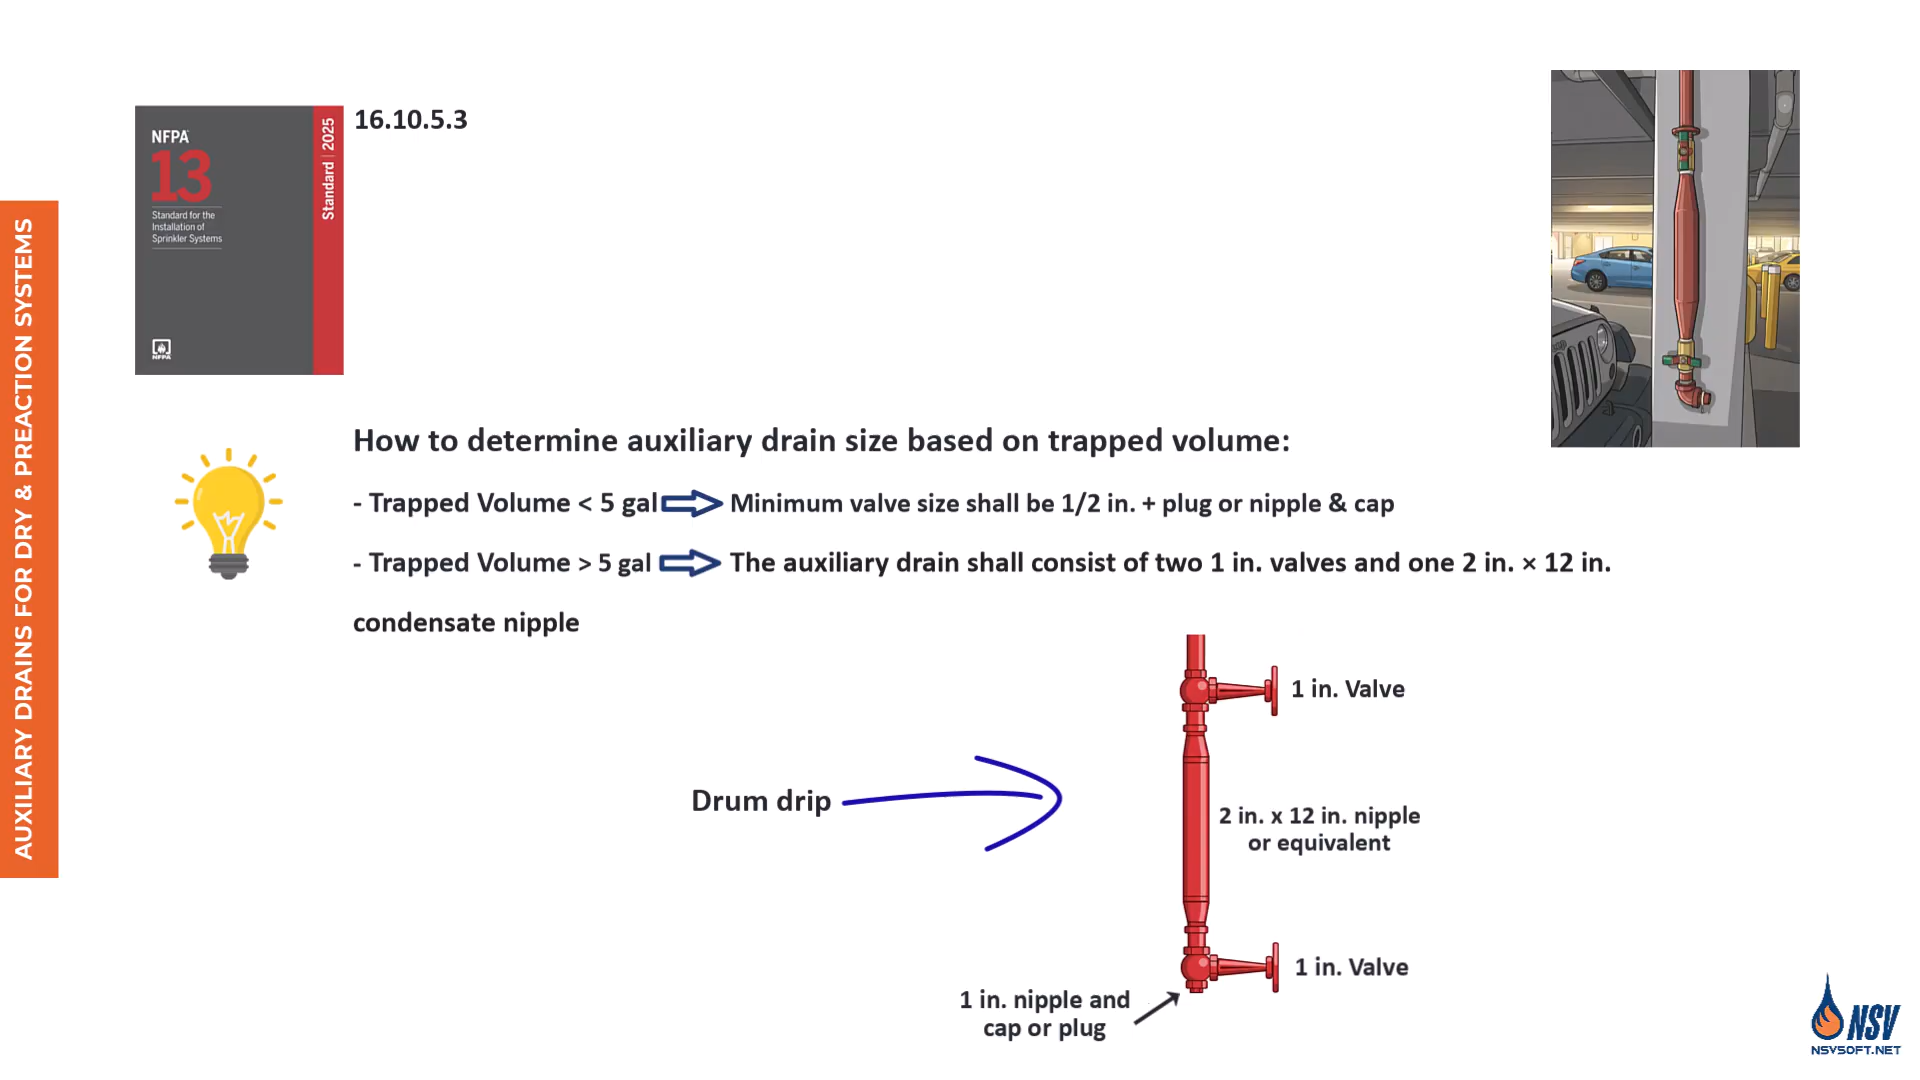 AUXILIARY DRAINS FOR DRY & PREACTION SYSTEMS
NFPA
13
Standard for the
Installation of
Sprinkler Systems
Standard | 2025
NFPA
16.10.5.3
How to determine auxiliary drain size based on trapped volume:
- Trapped Volume < 5 gal Minimum valve size shall be 1/2 in. + plug or nipple & cap
- Trapped Volume > 5 gal The auxiliary drain shall consist of two 1 in. valves and one 2 in. × 12 in.
condensate nipple
1 in. Valve
Drum drip
2 in. x 12 in. nipple
or equivalent
1 in. Valve
1 in. nipple and
cap or plug
NSV
NSVSOFT.NET